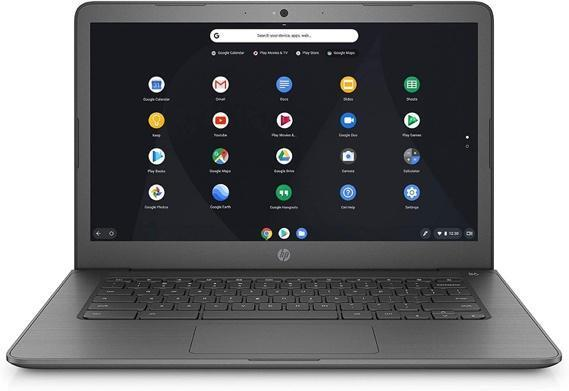 Search your device, apps, web...
Google Calendar Play Movies & TV Play Store Google Maps
Google Calendar Gmail Docs Slides Sheets
Keep Youtube Play Movies &... Google Duo Play Games
Play Books Google Maps Google Drive Camera Calculator
Google Photos Google Earth Google Hangouts Get Help Settings
12:30
hp